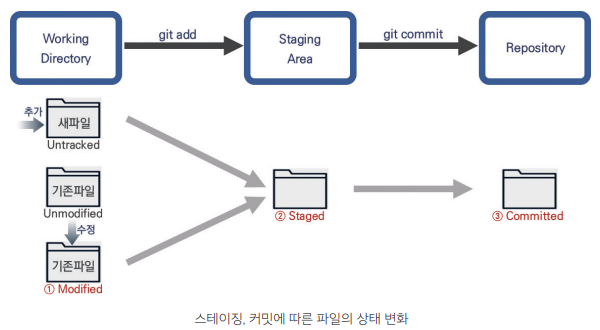 Working
Directory
git add
Staging
Area
git commit
Repository
추가
새파일
Untracked
기존파일
Unmodified
수정
기존파일
① Modified
② Staged
③ Committed
스테이징, 커밋에 따른 파일의 상태 변화